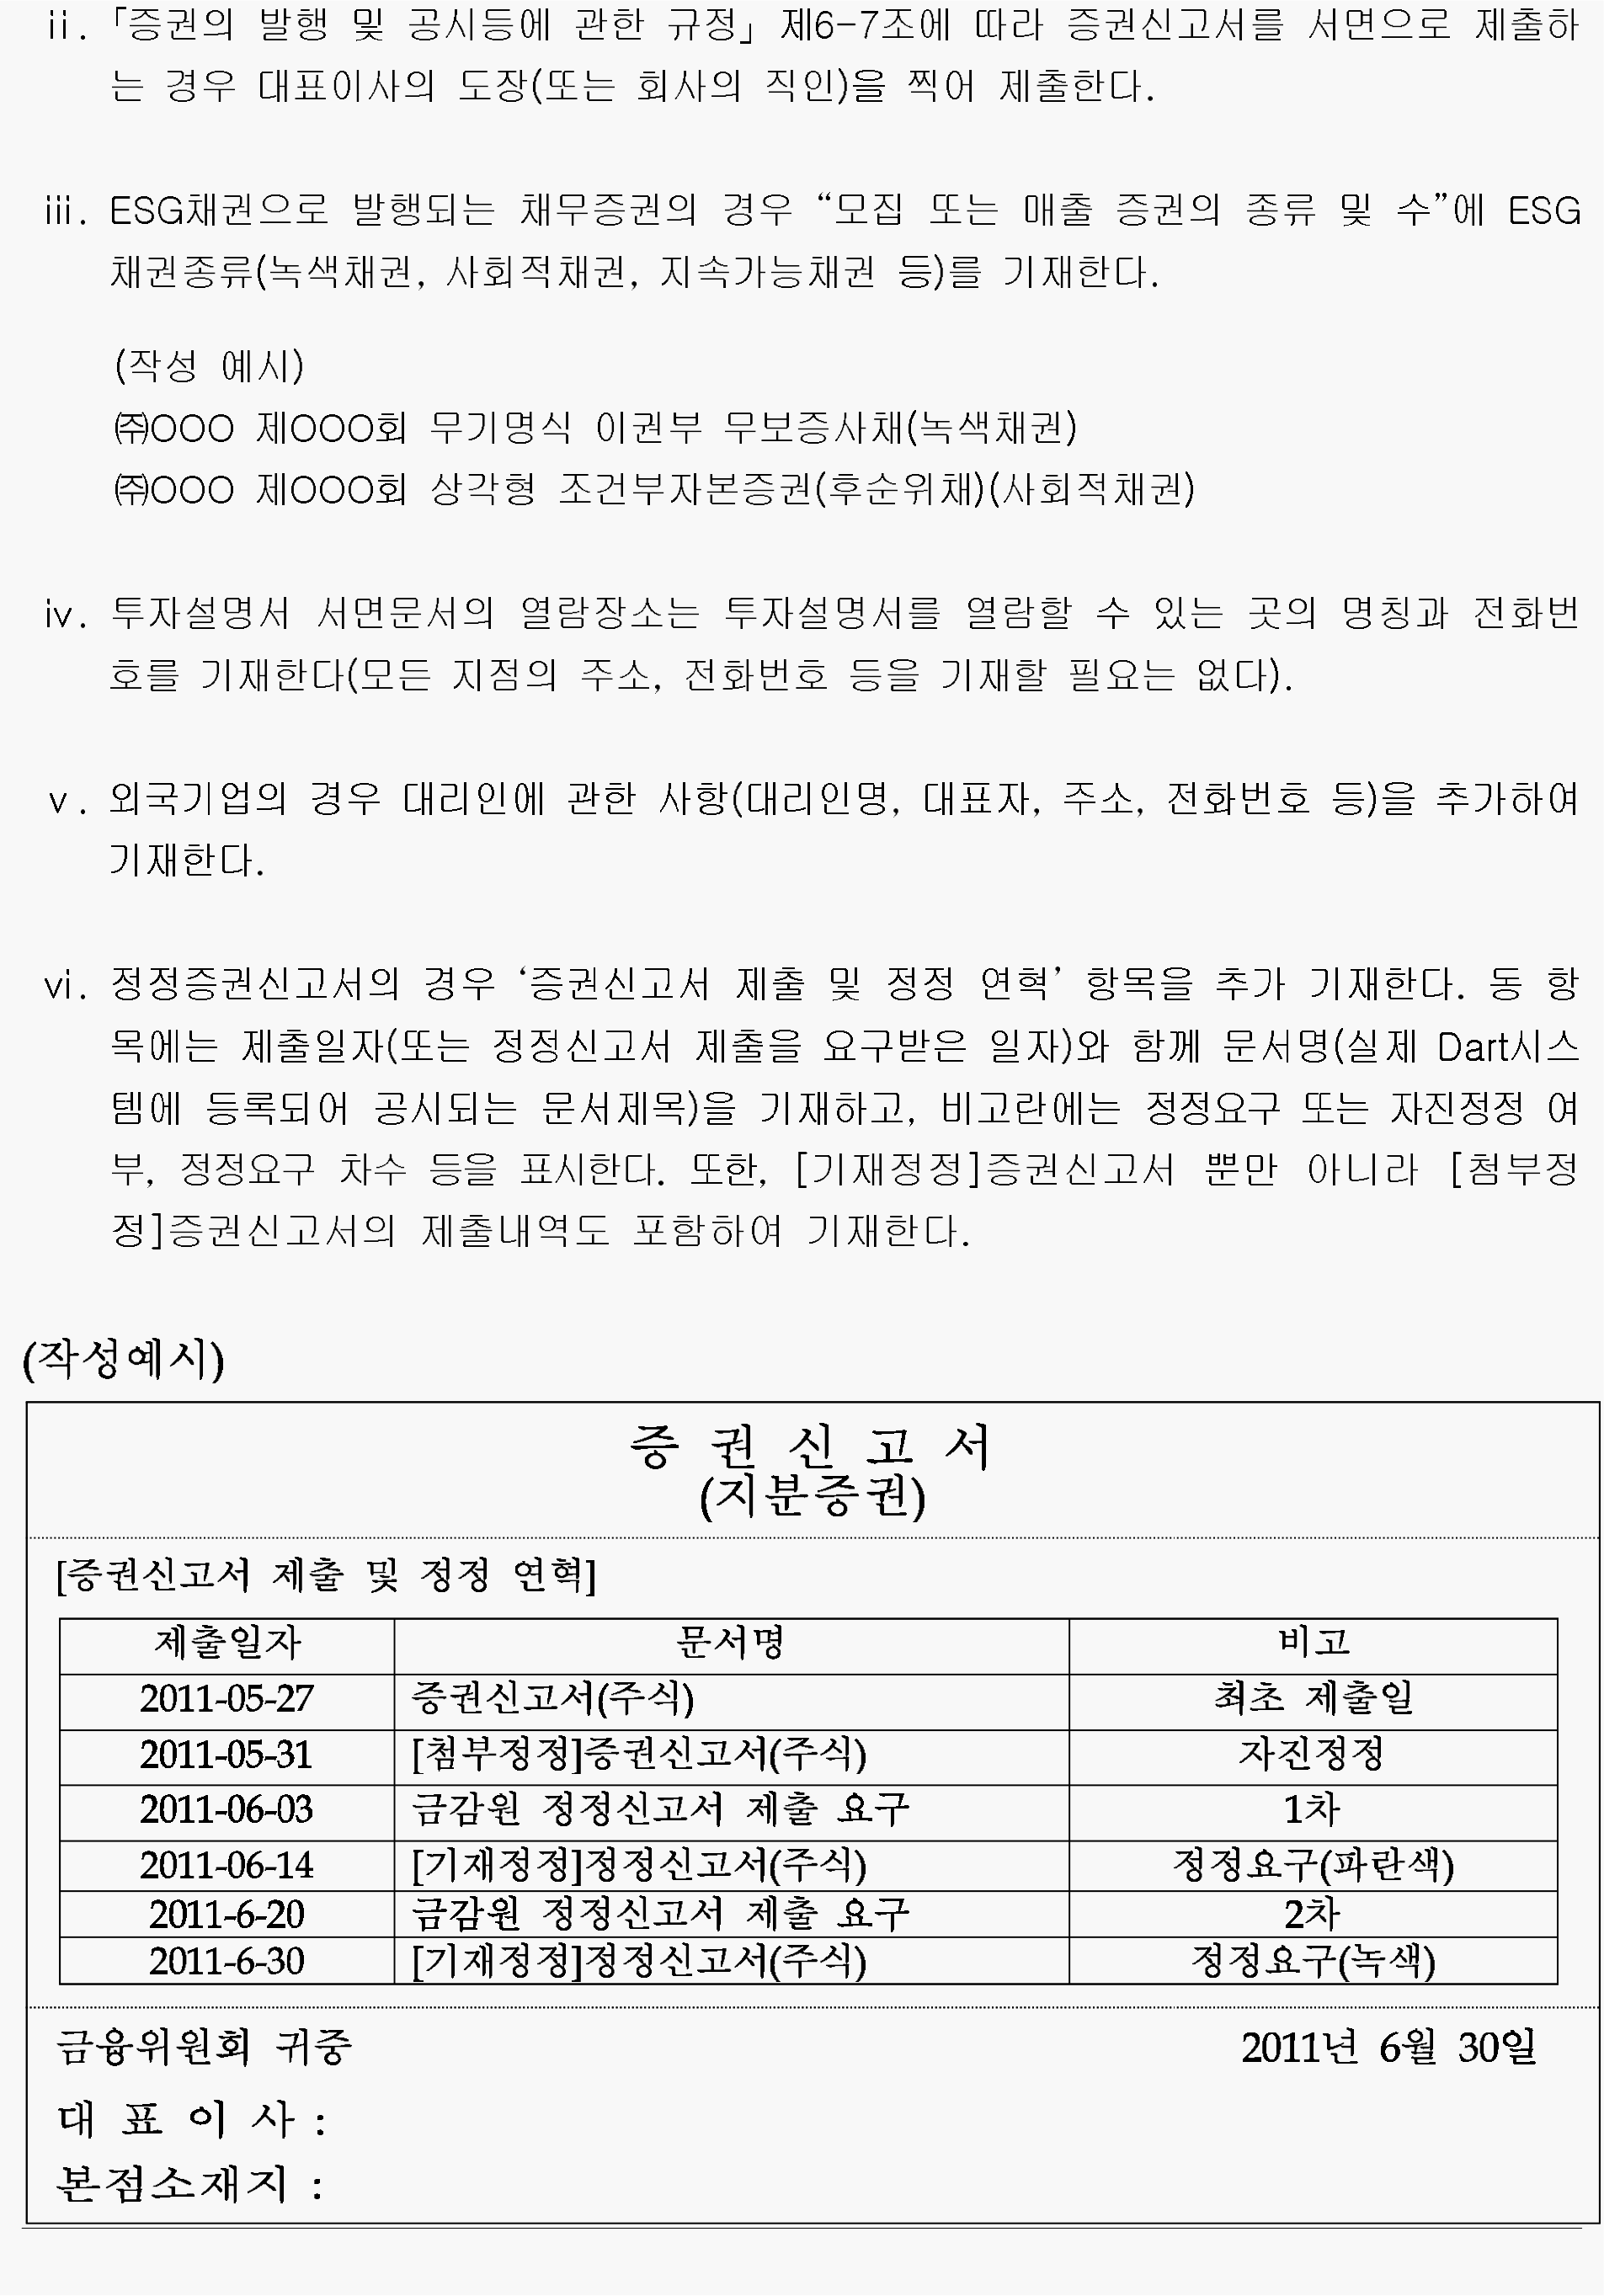 ii. 「증권의 발행 및 공시등에 관한 규정」 제6-7조에 따라 증권신고서를 서면으로 제출하
는 경우 대표이사의 도장(또는 회사의 직인)을 찍어 제출한다.
iii. ESG채권으로 발행되는 채무증권의 경우 “모집 또는 매출 증권의 종류 및 수”에 ESG
채권종류(녹색채권, 사회적채권, 지속가능채권 등)를 기재한다.
(작성 예시)
㈜OOO 제OOO회 무기명식 이권부 무보증사채(녹색채권)
㈜OOO 제OOO회 상각형 조건부자본증권(후순위채)(사회적채권)
iv. 투자설명서 서면문서의 열람장소는 투자설명서를 열람할 수 있는 곳의 명칭과 전화번
호를 기재한다(모든 지점의 주소, 전화번호 등을 기재할 필요는 없다).
v. 외국기업의 경우 대리인에 관한 사항(대리인명, 대표자, 주소, 전화번호 등)을 추가하여
기재한다.
vi. 정정증권신고서의 경우 ‘증권신고서 제출 및 정정 연혁’ 항목을 추가 기재한다. 동 항
목에는 제출일자(또는 정정신고서 제출을 요구받은 일자)와 함께 문서명(실제 Dart시스
템에 등록되어 공시되는 문서제목)을 기재하고, 비고란에는 정정요구 또는 자진정정 여
부, 정정요구 차수 등을 표시한다. 또한, [기재정정]증권신고서 뿐만 아니라 [첨부정
정]증권신고서의 제출내역도 포함하여 기재한다.
(작성예시)
증 권 신 고 서
(지분증권)
[증권신고서 제출 및 정정 연혁]
제출일자 문서명 비고
2011-05-27 증권신고서(주식) 최초 제출일
2011-05-31 [첨부정정]증권신고서(주식) 자진정정
2011-06-03 금감원 정정신고서 제출 요구 1차
2011-06-14 [기재정정]정정신고서(주식) 정정요구(파란색)
2011-6-20 금감원 정정신고서 제출 요구 2차
2011-6-30 [기재정정]정정신고서(주식) 정정요구(녹색)
금융위원회 귀중 2011년 6월 30일
대 표 이 사 :
본점소재지 :